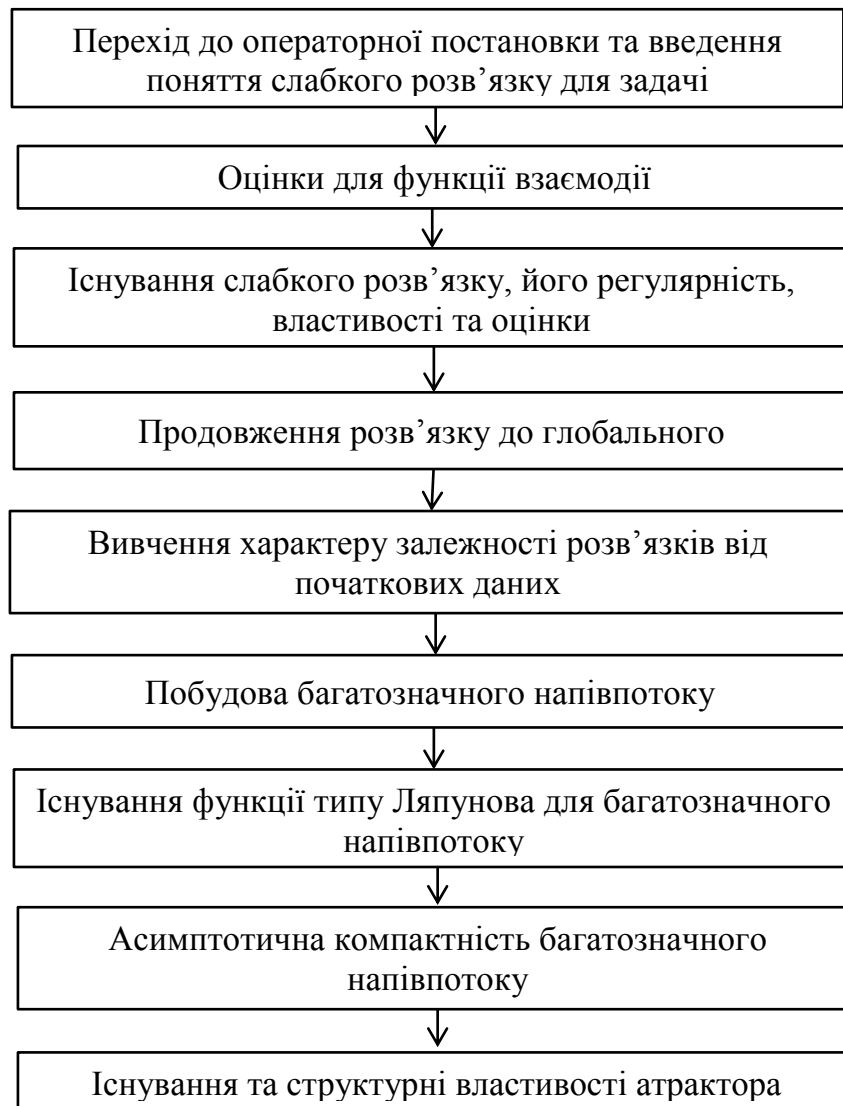 Перехід до операторної постановки та введення
поняття слабкого розв’язку для задачі
Оцінки для функції взаємодії
Існування слабкого розв’язку, його регулярність,
властивості та оцінки
Продовження розв’язку до глобального
Вивчення характеру залежності розв’язків від
початкових даних
Побудова багатозначного напівпотоку
Існування функції типу Ляпунова для багатозначного
напівпотоку
Асимптотична компактність багатозначного
напівпотоку
Існування та структурні властивості атрактора